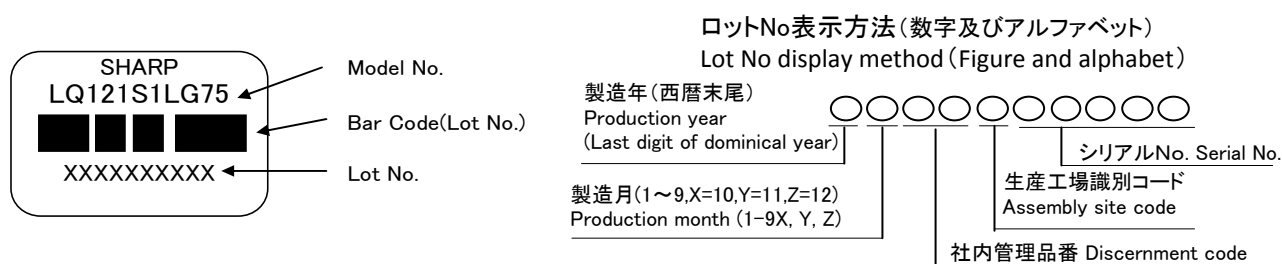 SHARP
LQ121S1LG75
XXXXXXXXXX
Model No.
Bar Code(Lot No.)
Lot No.
ロットNo表示方法(数字及びアルファベット)
Lot No display method(Figure and alphabet)
製造年(西暦末尾)
Production year
(Last digit of dominical year)
〇〇〇〇〇〇〇〇〇〇
シリアルNo. Serial No.
製造月(1~9,X=10,Y=11,Z=12)
Production month (1-9X, Y, Z)
生産工場識別コード
Assembly site code
社内管理品番 Discernment code